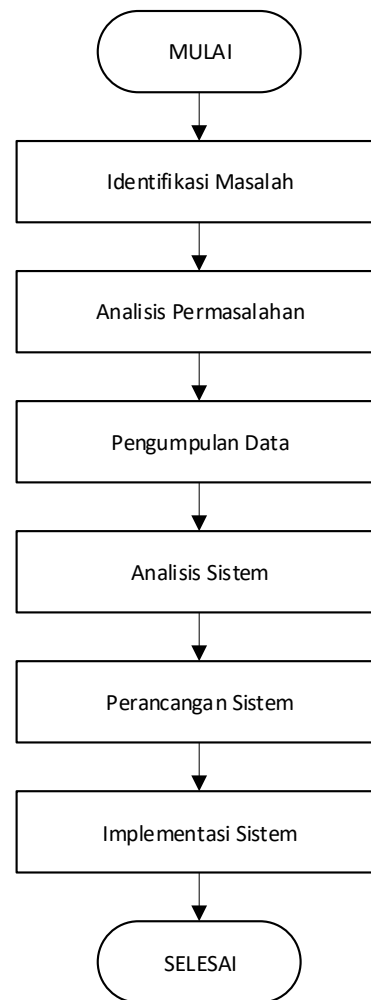 MULAI
Identifikasi Masalah
Analisis Permasalahan
Pengumpulan Data
Analisis Sistem
Perancangan Sistem
Implementasi Sistem
SELESAI